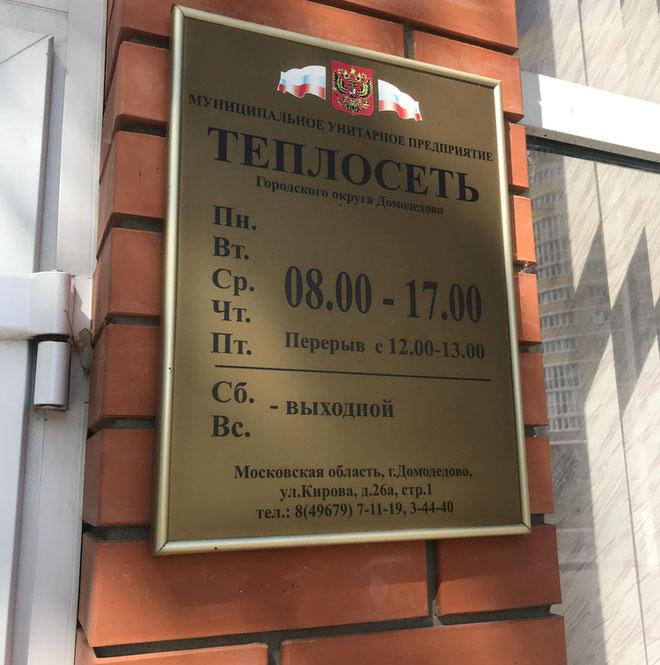 МУНИЦИПАЛЬНОЕ УНИТАРНОЕ ПРЕДПРИЯТИЕ
ТЕПЛОСЕТЬ
Городского округа Домодедово
Пн.
Вт.
Ср.
Чт.
Пт.
08.00 - 17.00
Перерыв с 12.00-13.00
Сб.
Вс.
- выходной
Московская область, г.Домодедово,
ул.Кирова, д.26а, стр.1
тел.: 8(49679) 7-11-19, 3-44-40